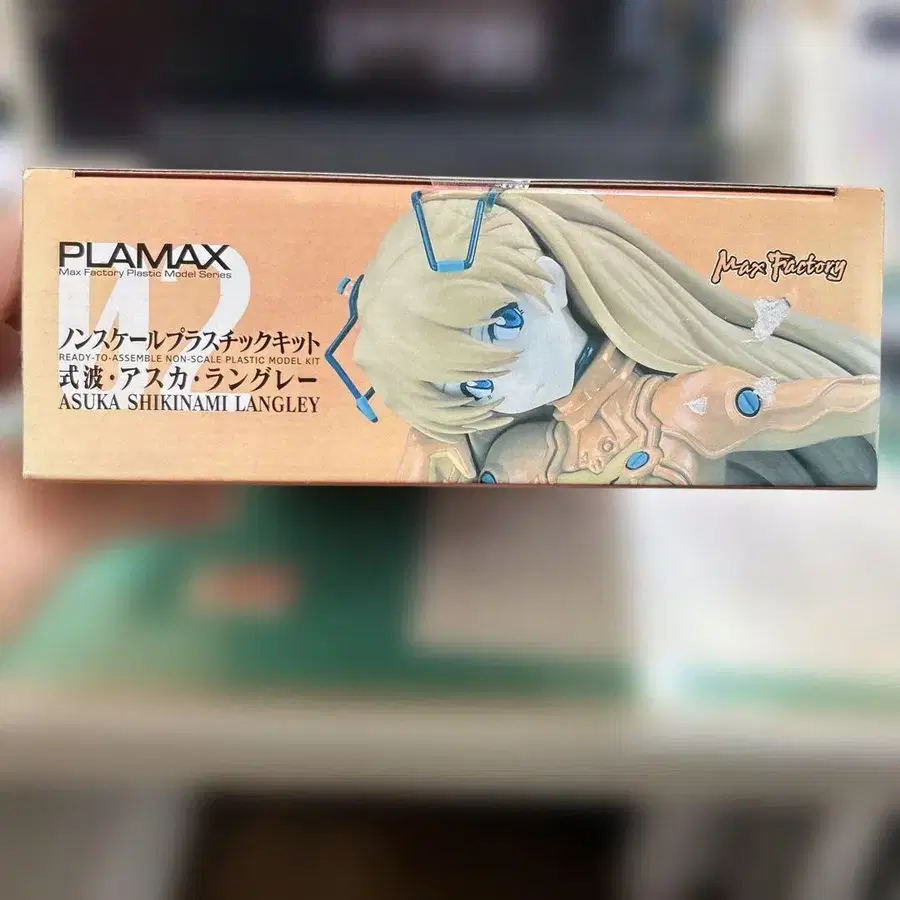 PLAMAX
Max Factory Plastic Model Series
ノンスケールプラスチックキット
READY-TO-ASSEMBLE NON-SCALE PLASTIC MODEL KIT
式波・アスカ・ラングレー
ASUKA SHIKINAMI LANGLEY
Max Factory